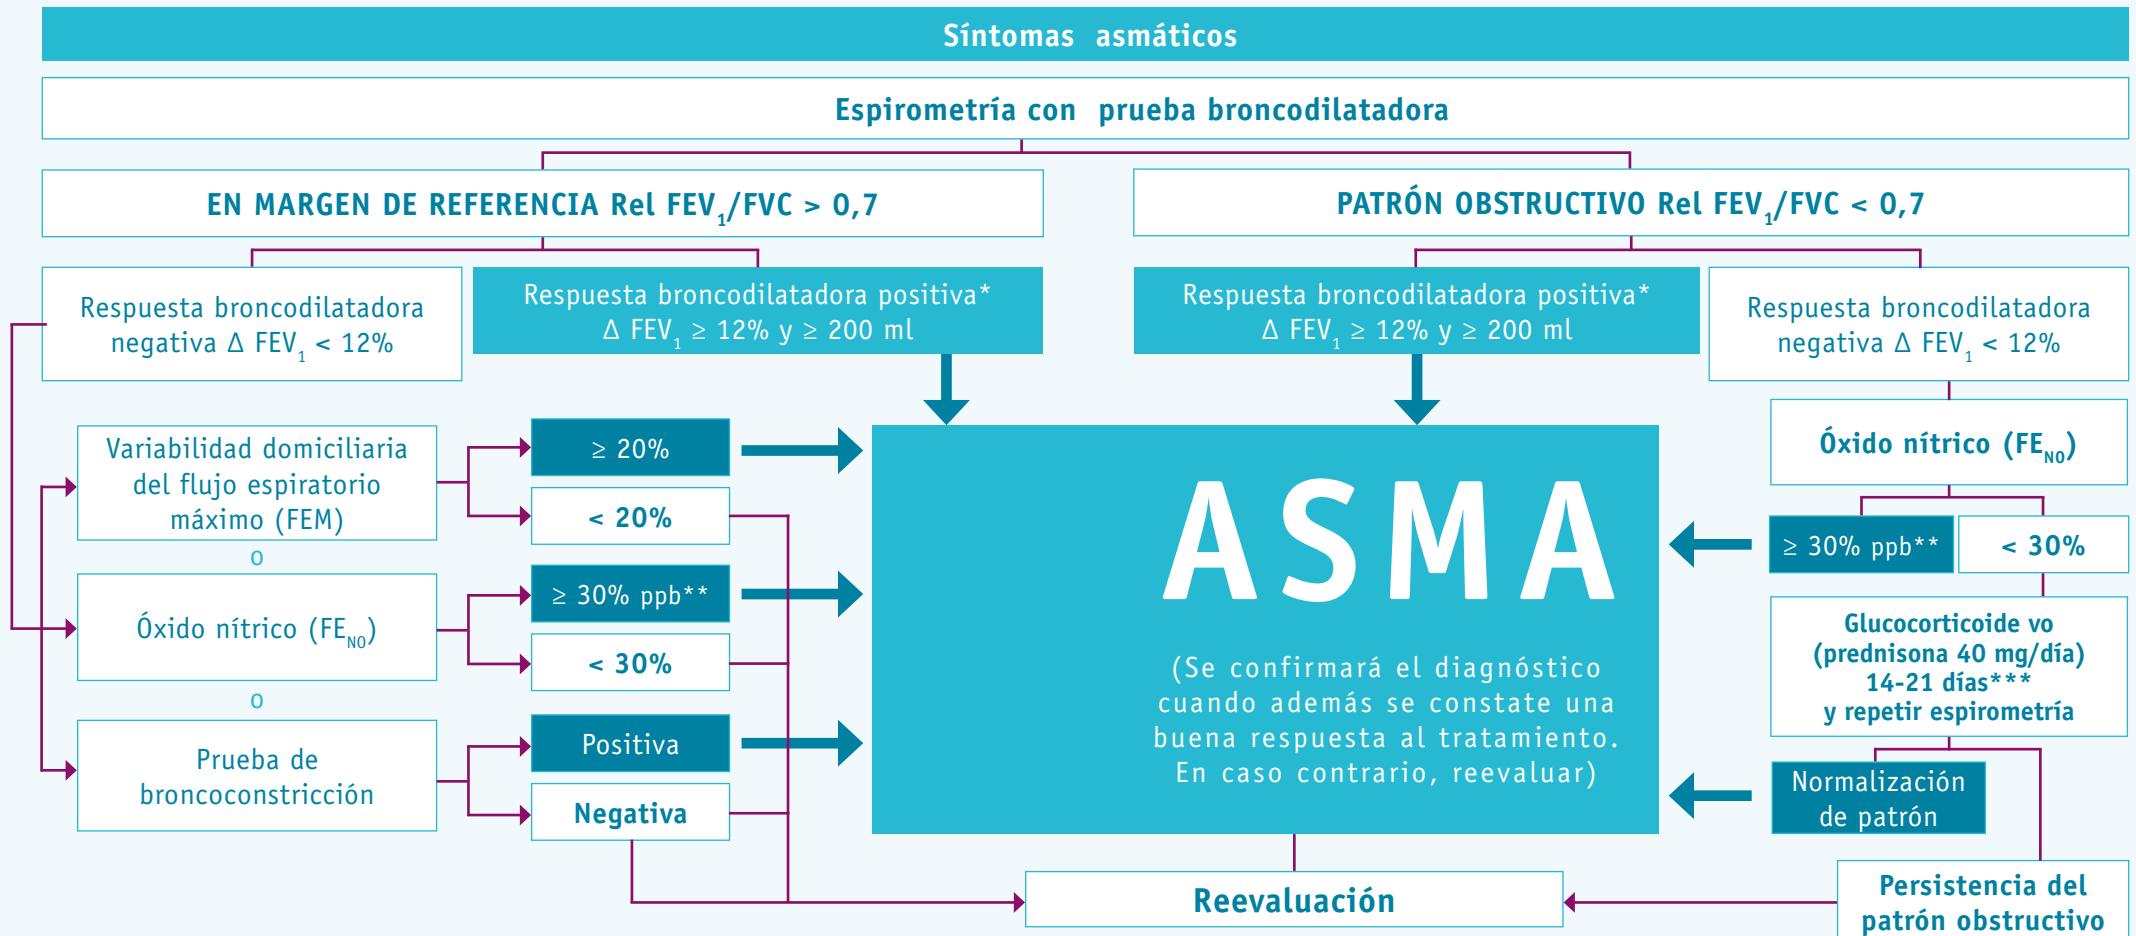 Síntomas asmáticos
Espirometría con prueba broncodilatadora
EN MARGEN DE REFERENCIA Rel FEV₁/FVC > 0,7
PATRÓN OBSTRUCTIVO Rel FEV₁/FVC < 0,7
Respuesta broncodilatadora
negativa Δ FEV₁ < 12%
Respuesta broncodilatadora positiva*
Δ FEV₁ ≥ 12% y ≥ 200 ml
Respuesta broncodilatadora positiva*
Δ FEV₁ ≥ 12% y ≥ 200 ml
Respuesta broncodilatadora
negativa Δ FEV₁ < 12%
Variabilidad domiciliaria
del flujo espiratorio
máximo (FEM)
≥ 20%
< 20%
o
Óxido nítrico (FE_NO)
≥ 30% ppb**
< 30%
o
Prueba de
broncoconstricción
Positiva
Negativa
ASMA
(Se confirmará el diagnóstico
cuando además se constate una
buena respuesta al tratamiento.
En caso contrario, reevaluar)
Óxido nítrico (FE_NO)
≥ 30% ppb**
< 30%
Glucocorticoide vo
(prednisona 40 mg/día)
14-21 días***
y repetir espirometría
Normalización
de patrón
Persistencia del
patrón obstructivo
Reevaluación